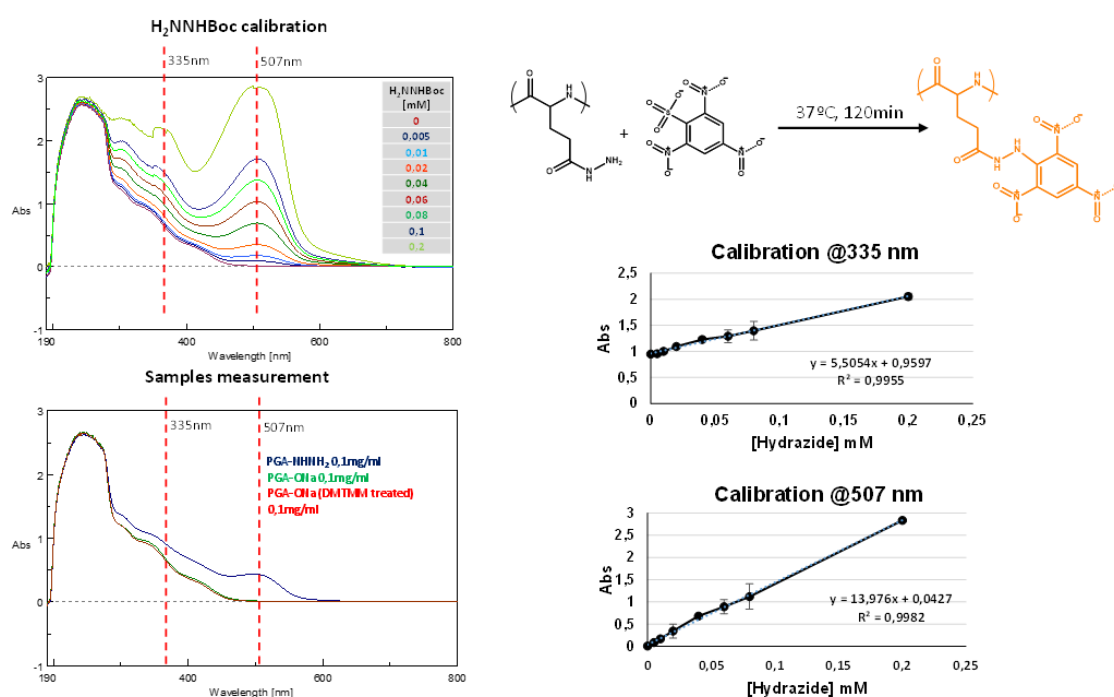 H₂NNHBoc calibration
335nm
507nm
H₂NNHBoc
[mM]
0
0,005
0,01
0,02
0,04
0,06
0,08
0,1
0,2
3
2
1
0
-1
Abs
190
400
600
800
Wavelength [nm]
O
H
N
O
N
H
NH₂
+
O
O⁻
S
O
O
N⁺
O⁻
O
N⁺
O⁻
N⁺
O⁻
O
37ºC, 120min
O
H
N
O
H
N
N
H
O
N⁺
O⁻
O
N⁺
O⁻
N⁺
O⁻
O
Calibration @335 nm
2,5
2
1,5
1
0,5
0
Abs
y = 5,5054x + 0,9597
R² = 0,9955
0
0,05
0,1
0,15
0,2
0,25
[Hydrazide] mM
Samples measurement
335nm
507nm
PGA-NHNH₂ 0,1mg/ml
PGA-ONa 0,1mg/ml
PGA-ONa (DMTMM treated)
0,1mg/ml
3
2
1
0
-1
Abs
190
400
600
800
Wavelength [nm]
Calibration @507 nm
3
2,5
2
1,5
1
0,5
0
Abs
y = 13,976x + 0,0427
R² = 0,9982
0
0,05
0,1
0,15
0,2
0,25
[Hydrazide] mM